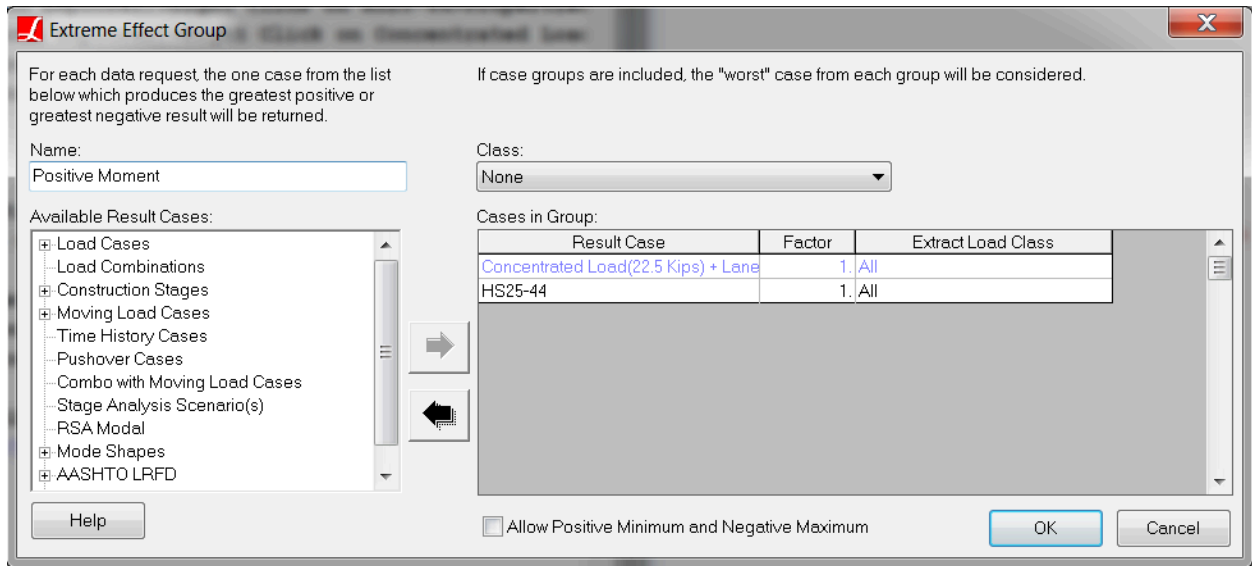 Extreme Effect Group
For each data request, the one case from the list
below which produces the greatest positive or
greatest negative result will be returned.
If case groups are included, the "worst" case from each group will be considered.
Name:
Positive Moment
Class:
None
Available Result Cases:
Load Cases
Load Combinations
Construction Stages
Moving Load Cases
Time History Cases
Pushover Cases
Combo with Moving Load Cases
Stage Analysis Scenario(s)
RSA Modal
Mode Shapes
AASHTO LRFD
Cases in Group:
Result Case Factor Extract Load Class
Concentrated Load(22.5 Kips) + Lane 1. All
HS25-44 1. All
Help
Allow Positive Minimum and Negative Maximum
OK
Cancel